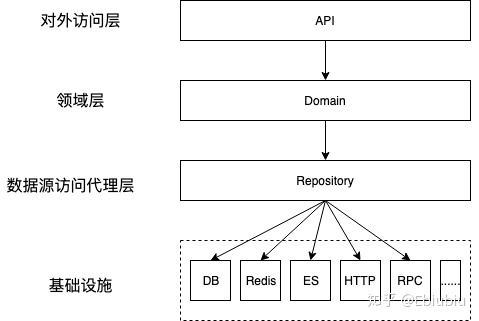 对外访问层
API
领域层
Domain
数据源访问代理层
Repository
基础设施
DB
Redis
ES
HTTP
RPC
......
知乎 @Eblublu